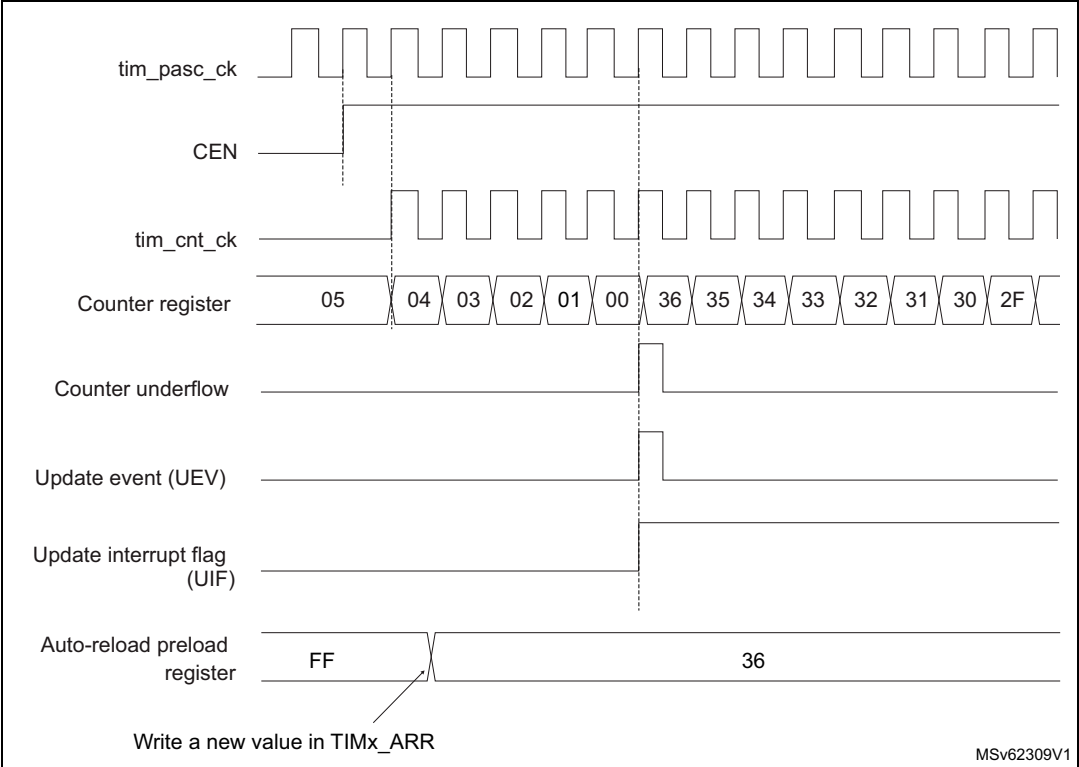 tim_pasc_ck
CEN
tim_cnt_ck
Counter register 05 04 03 02 01 00 36 35 34 33 32 31 30 2F
Counter underflow
Update event (UEV)
Update interrupt flag
(UIF)
Auto-reload preload
register
FF 36
Write a new value in TIMx_ARR
MSv62309V1